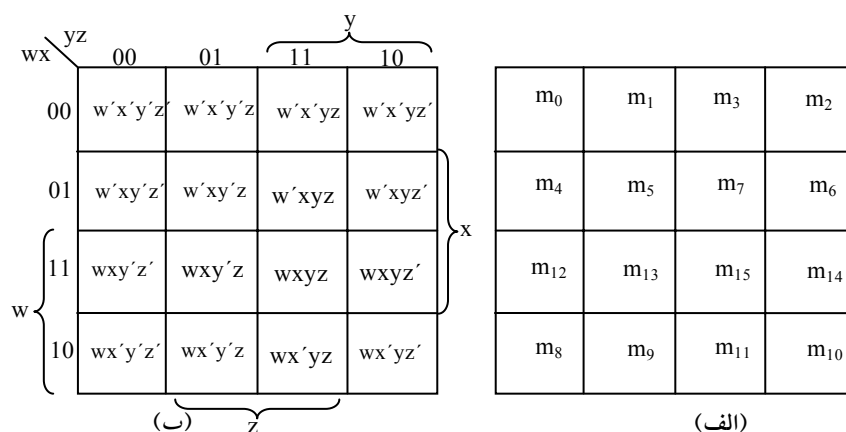 y
yz
wx 00 01 11 10
00 w′x′y′z′ w′x′y′z w′x′yz w′x′yz′
01 w′xy′z′ w′xy′z w′xyz w′xyz′
x
11 wxy′z′ wxy′z wxyz wxyz′
w
10 wx′y′z′ wx′y′z wx′yz wx′yz′
z
(ب)
m₀ m₁ m₃ m₂
m₄ m₅ m₇ m₆
m₁₂ m₁₃ m₁₅ m₁₄
m₈ m₉ m₁₁ m₁₀
(الف)